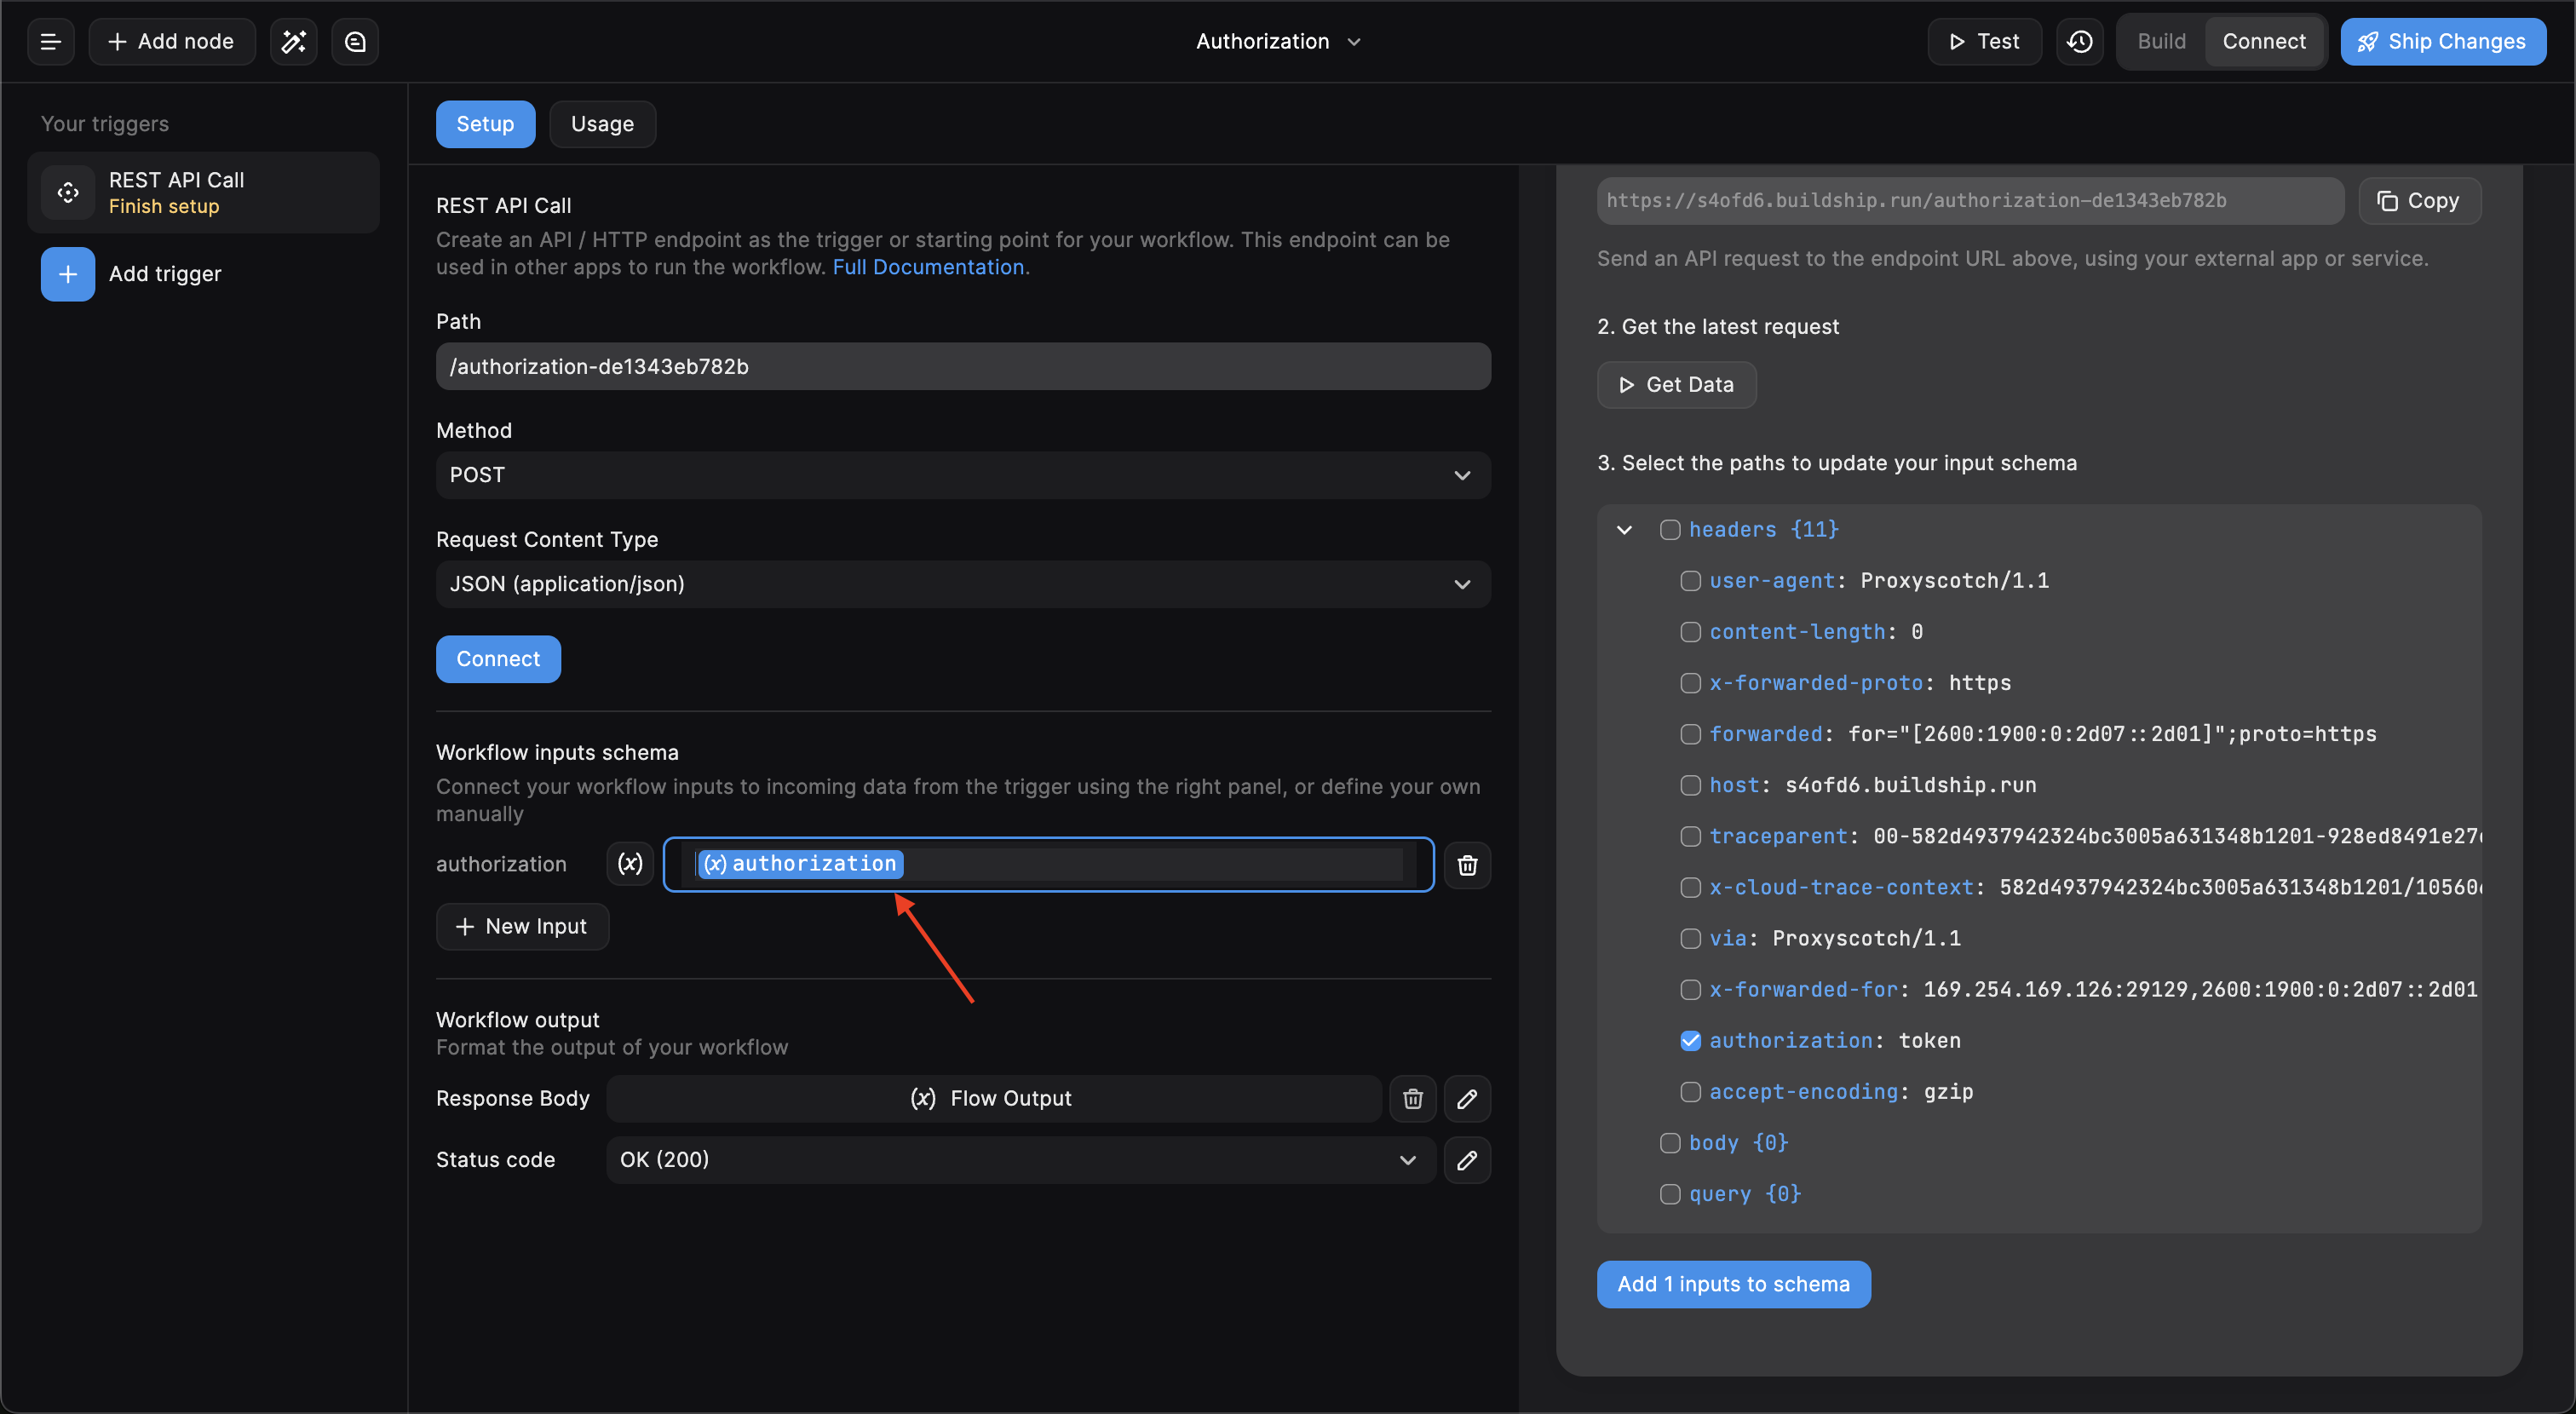 Add node
Authorization
Test
Build
Connect
Ship Changes
Your triggers
REST API Call
Finish setup
Add trigger
Setup
Usage
REST API Call
Create an API / HTTP endpoint as the trigger or starting point for your workflow. This endpoint can be
used in other apps to run the workflow. Full Documentation.
Path
/authorization-de1343eb782b
Method
POST
Request Content Type
JSON (application/json)
Connect
Workflow inputs schema
Connect your workflow inputs to incoming data from the trigger using the right panel, or define your own
manually
authorization
(x)
(x) authorization
New Input
Workflow output
Format the output of your workflow
Response Body
(x) Flow Output
Status code
OK (200)
https://s4ofd6.buildship.run/authorization-de1343eb782b
Copy
Send an API request to the endpoint URL above, using your external app or service.
2. Get the latest request
Get Data
3. Select the paths to update your input schema
headers {11}
user-agent: Proxyscotch/1.1
content-length: 0
x-forwarded-proto: https
forwarded: for="[2600:1900:0:2d07::2d01]";proto=https
host: s4ofd6.buildship.run
traceparent: 00-582d4937942324bc3005a631348b1201-928ed8491e27
x-cloud-trace-context: 582d4937942324bc3005a631348b1201/10560
via: Proxyscotch/1.1
x-forwarded-for: 169.254.169.126:29129,2600:1900:0:2d07::2d01
authorization: token
accept-encoding: gzip
body {0}
query {0}
Add 1 inputs to schema